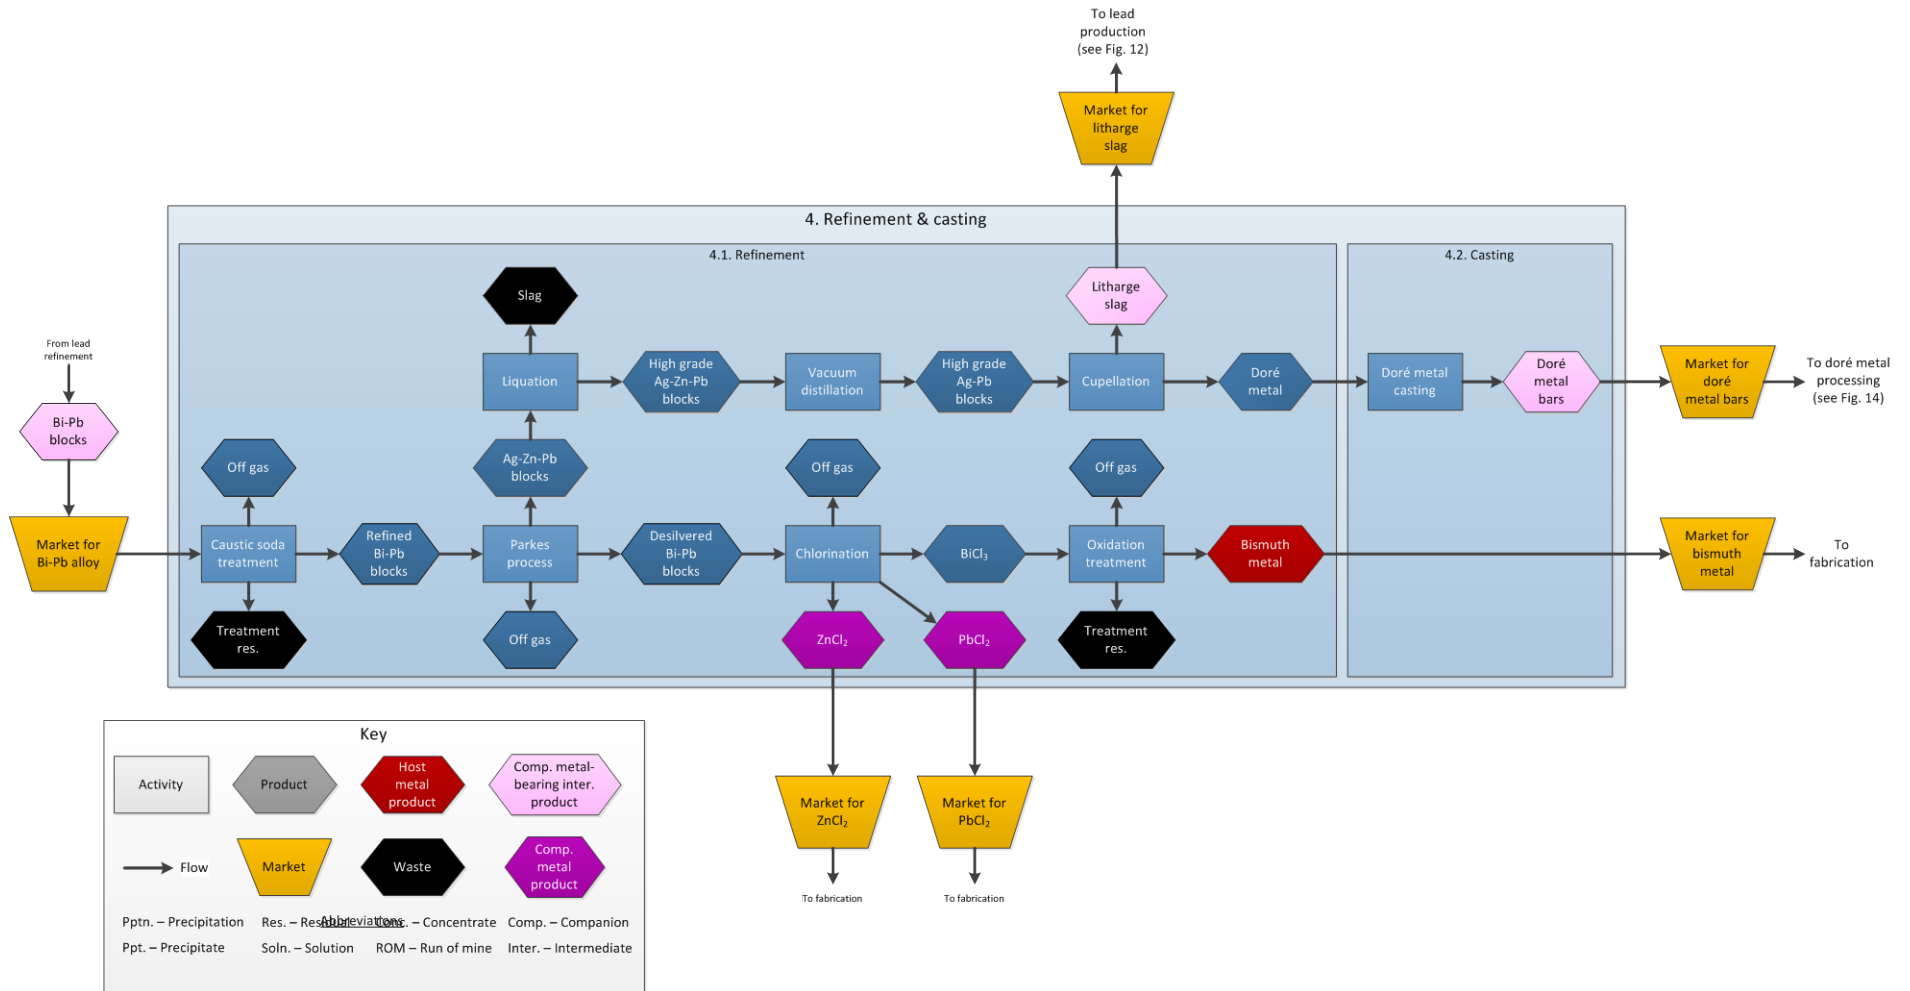 To lead
production
(see Fig. 12)
Market for
litharge
slag
4. Refinement & casting
4.1. Refinement
4.2. Casting
Slag
Litharge
slag
From lead
refinement
Liquation
High grade
Ag-Zn-Pb
blocks
Vacuum
distillation
High grade
Ag-Pb
blocks
Cupellation
Doré
metal
Doré metal
casting
Doré
metal
bars
Market for
doré
metal bars
To doré metal
processing
(see Fig. 14)
Bi-Pb
blocks
Off gas
Ag-Zn-Pb
blocks
Off gas
Off gas
Market for
Bi-Pb alloy
Caustic soda
treatment
Refined
Bi-Pb
blocks
Parkes
process
Desilvered
Bi-Pb
blocks
Chlorination
BiCl₃
Oxidation
treatment
Bismuth
metal
Market for
bismuth
metal
To
fabrication
Treatment
res.
Off gas
ZnCl₂
PbCl₂
Treatment
res.
Key
Activity
Product
Host
metal
product
Comp. metal-
bearing inter.
product
Market for
ZnCl₂
Market for
PbCl₂
Flow
Market
Waste
Comp.
metal
product
To fabrication
To fabrication
Abbreviations
Pptn. – Precipitation
Res. – Residual
Conc. – Concentrate
Comp. – Companion
Ppt. – Precipitate
Soln. – Solution
ROM – Run of mine
Inter. – Intermediate